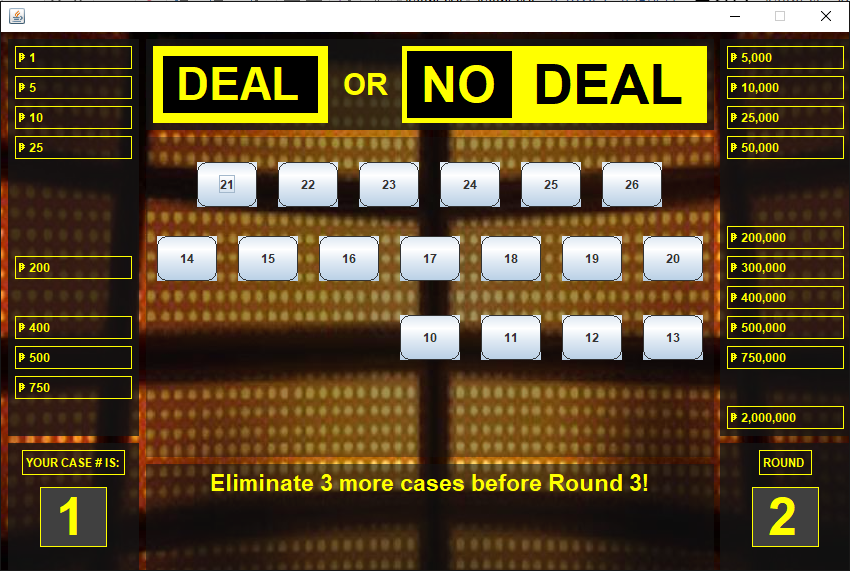 DEAL OR NO DEAL
₱ 1
₱ 5
₱ 10
₱ 25
₱ 200
₱ 400
₱ 500
₱ 750
21 22 23 24 25 26
14 15 16 17 18 19 20
10 11 12 13
₱ 5,000
₱ 10,000
₱ 25,000
₱ 50,000
₱ 200,000
₱ 300,000
₱ 400,000
₱ 500,000
₱ 750,000
₱ 2,000,000
YOUR CASE # IS:
1
Eliminate 3 more cases before Round 3!
ROUND
2